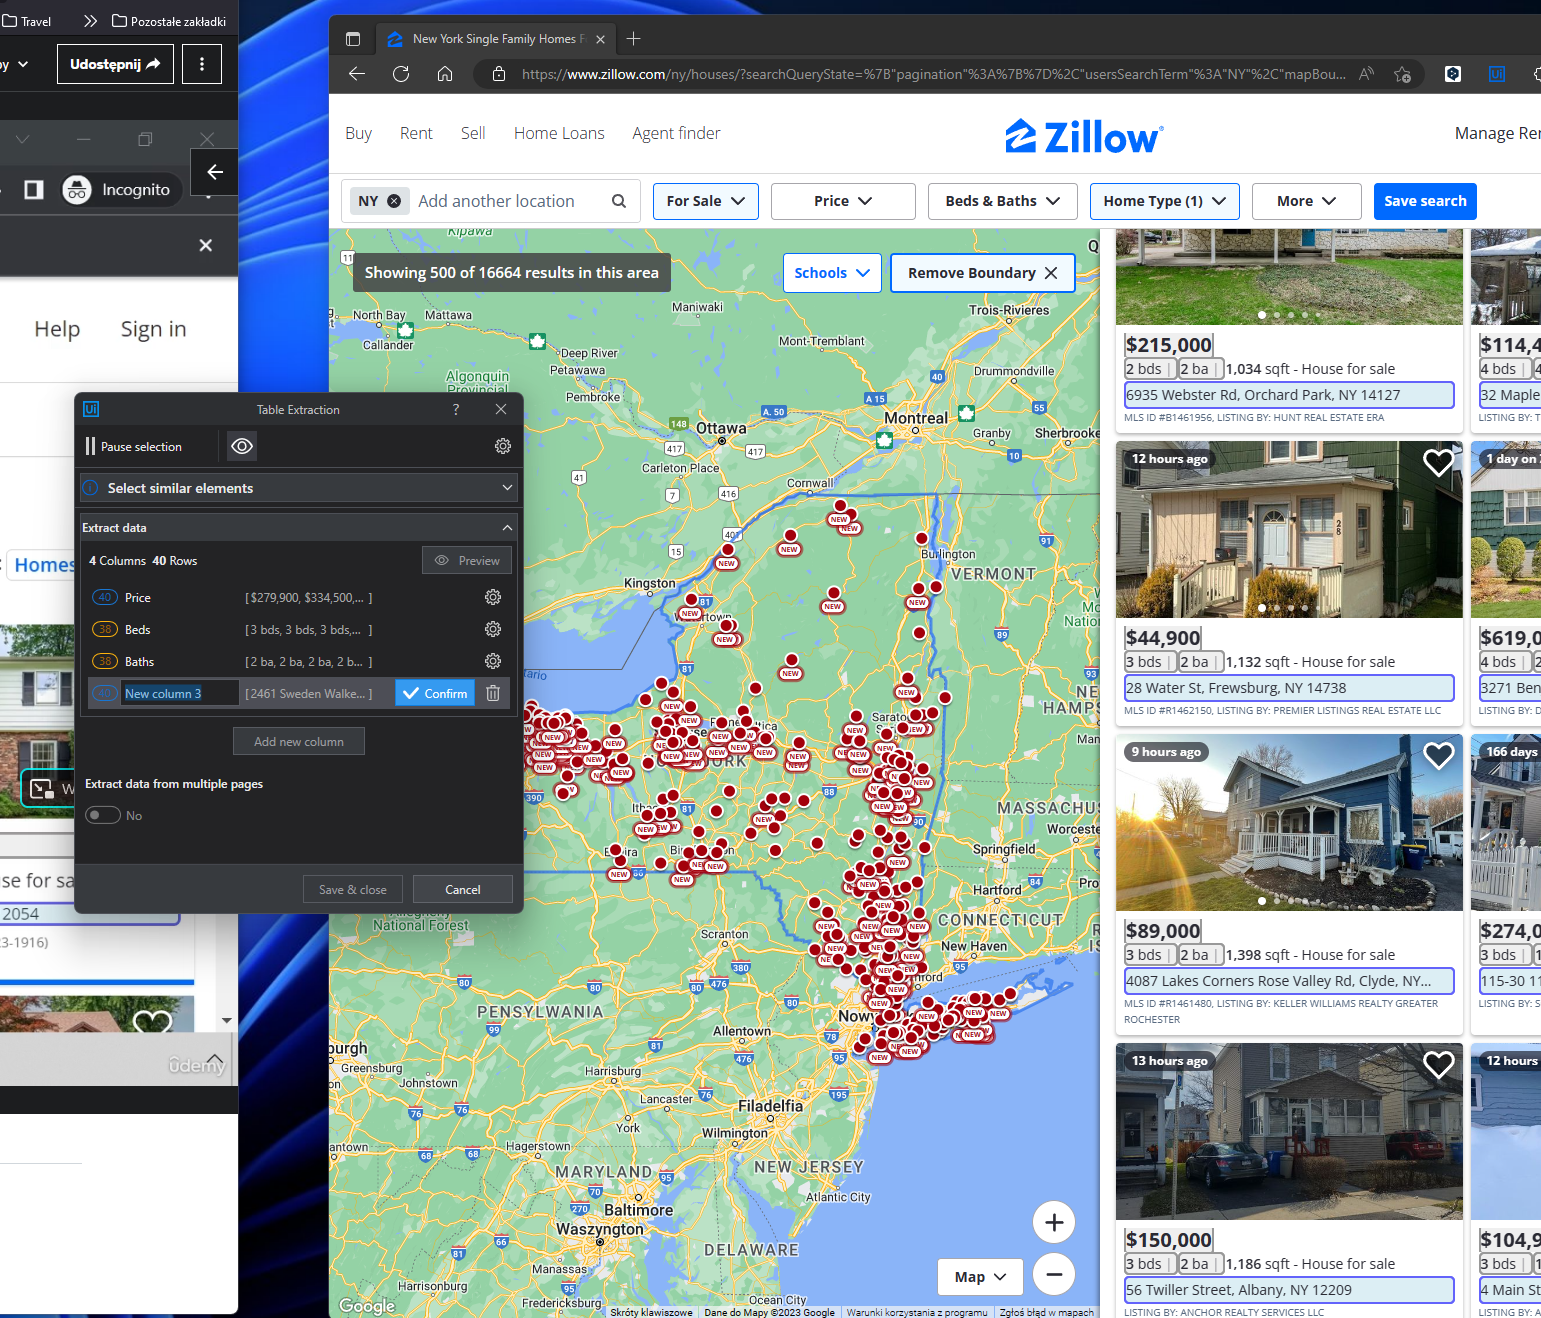 Travel
Pozostałe zakładki
Udostępnij
Incognito
Help
Sign in
Homes
2054
3-1916)
ûdemy
Table Extraction
?
Pause selection
Select similar elements
Extract data
4 Columns 40 Rows
Preview
40 Price [ $279,900, $334,500,... ]
38 Beds [ 3 bds, 3 bds, 3 bds,... ]
38 Baths [ 2 ba, 2 ba, 2 ba, 2 b... ]
40 New column 3 [ 2461 Sweden Walke... ] Confirm
Add new column
Extract data from multiple pages
No
Save & close
Cancel
New York Single Family Homes F
https://www.zillow.com/ny/houses/?searchQueryState=%7B"pagination"%3A%7B%7D%2C"usersSearchTerm"%3A"NY"%2C"mapBou...
Buy
Rent
Sell
Home Loans
Agent finder
Zillow
Manage Ren
NY
Add another location
For Sale
Price
Beds & Baths
Home Type (1)
More
Save search
Showing 500 of 16664 results in this area
Schools
Remove Boundary
Kipawa
Maniwaki
Trois-Rivieres
North Bay
Mattawa
Callander
Mont-Tremblant
Deep River
Petawawa
Drummondville
Algonquin
Provincial
Pembroke
Montreal
Ottawa
Granby
Sherbrooke
Carleton Place
Cornwall
Burlington
VERMONT
Kingston
Watertown
NEW
HAMPS
MASSACHUS
Worceste
Springfield
Hartford
CONNECTICUT
Allegheny
National Forest
Scranton
New Haven
PENSYLWANIA
Allentown
Greensburg
Johnstown
Harrisburg
Lancaster
York
Filadelfia
Wilmington
Hagerstown
MARYLAND
NEW JERSEY
Atlantic City
Baltimore
Waszyngton
DELAWARE
Manassas
Harrisonburg
Fredericksburg
Ocean City
Map
Google
Skróty klawiszowe
Dane do Mapy ©2023 Google
Warunki korzystania z programu
Zgłoś błąd w mapach
$215,000
2 bds | 2 ba | 1,034 sqft - House for sale
6935 Webster Rd, Orchard Park, NY 14127
MLS ID #B1461956, LISTING BY: HUNT REAL ESTATE ERA
$114,4
4 bds
32 Maple
LISTING BY: T
12 hours ago
$44,900
3 bds | 2 ba | 1,132 sqft - House for sale
28 Water St, Frewsburg, NY 14738
MLS ID #R1462150, LISTING BY: PREMIER LISTINGS REAL ESTATE LLC
1 day on
$619,0
4 bds
3271 Ben
LISTING BY: D
9 hours ago
$89,000
3 bds | 2 ba | 1,398 sqft - House for sale
4087 Lakes Corners Rose Valley Rd, Clyde, NY...
MLS ID #R1461480, LISTING BY: KELLER WILLIAMS REALTY GREATER
ROCHESTER
166 days
$274,0
3 bds
115-30 11
LISTING BY: S
13 hours ago
$150,000
3 bds | 2 ba | 1,186 sqft - House for sale
56 Twiller Street, Albany, NY 12209
LISTING BY: ANCHOR REALTY SERVICES LLC
12 hours
$104,9
3 bds
4 Main St
LISTING BY: A